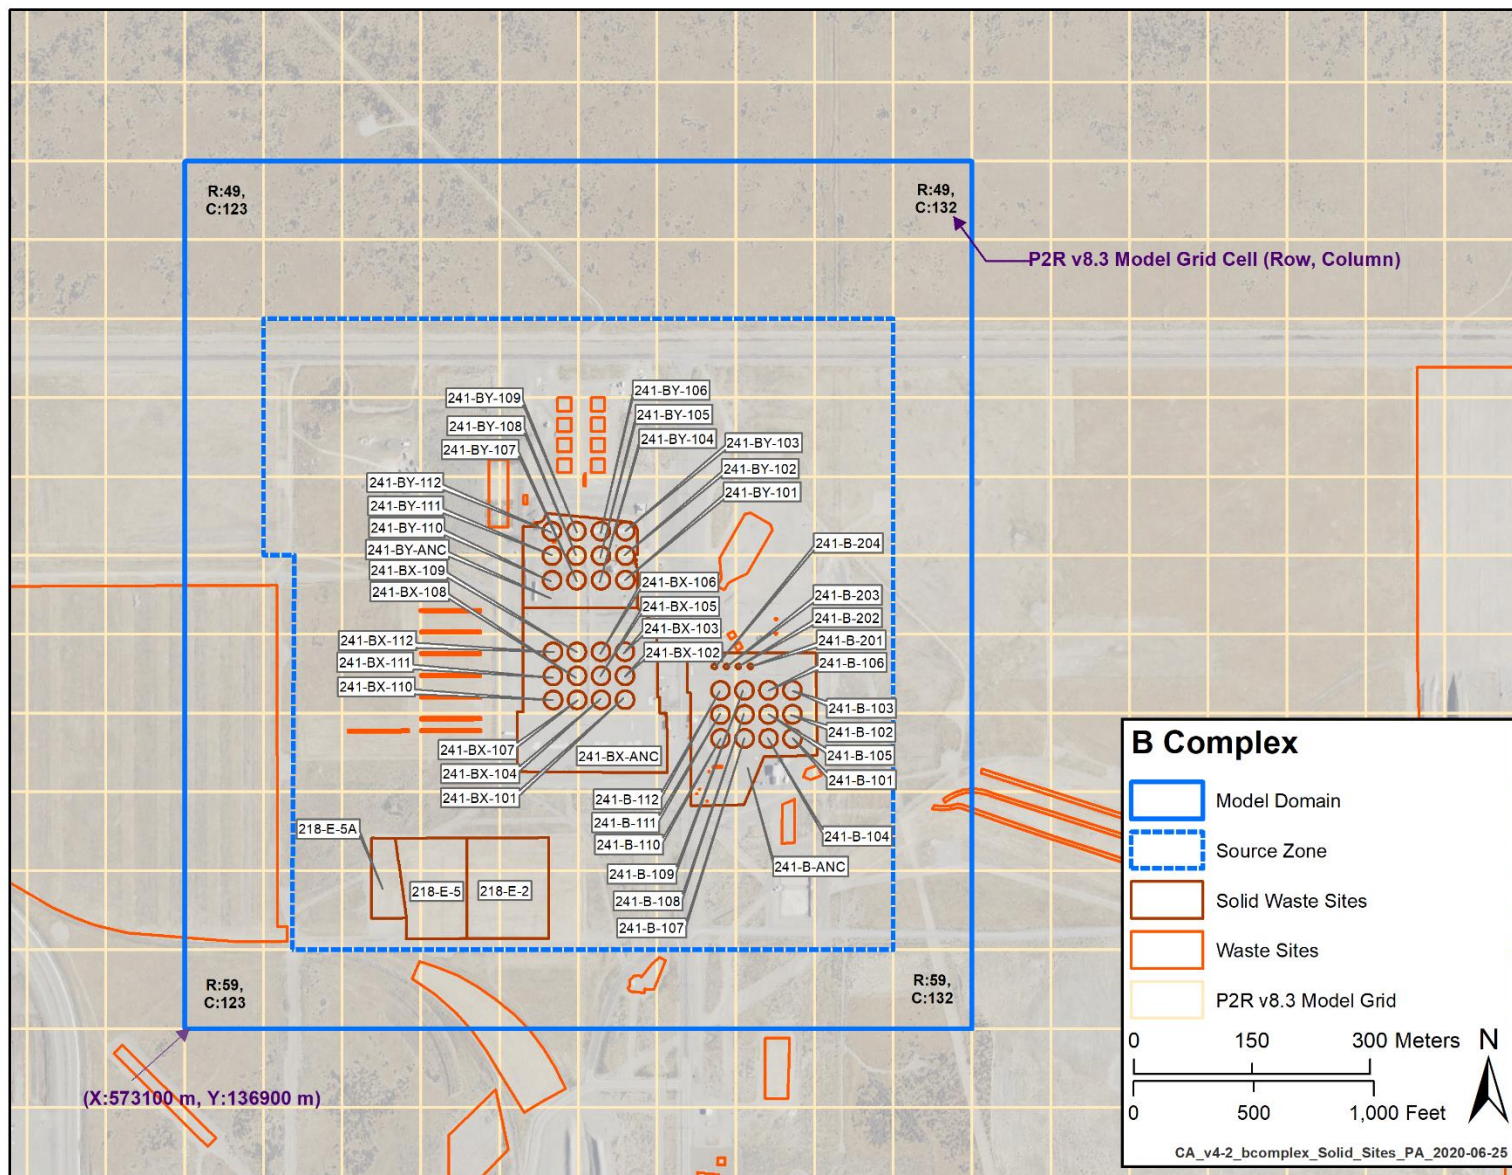 R:49,
C:123
R:49,
C:132
P2R v8.3 Model Grid Cell (Row, Column)
241-BY-109
241-BY-108
241-BY-107
241-BY-106
241-BY-105
241-BY-104
241-BY-103
241-BY-102
241-BY-101
241-BY-112
241-BY-111
241-BY-110
241-BY-ANC
241-BX-109
241-BX-108
241-BX-106
241-BX-105
241-BX-103
241-BX-102
241-BX-112
241-BX-111
241-BX-110
241-BX-107
241-BX-104
241-BX-101
241-BX-ANC
241-B-204
241-B-203
241-B-202
241-B-201
241-B-106
241-B-103
241-B-102
241-B-105
241-B-101
241-B-104
241-B-112
241-B-111
241-B-110
241-B-109
241-B-108
241-B-107
241-B-ANC
218-E-5A
218-E-5
218-E-2
R:59,
C:123
R:59,
C:132
(X:573100 m, Y:136900 m)
B Complex
Model Domain
Source Zone
Solid Waste Sites
Waste Sites
P2R v8.3 Model Grid
0 150 300 Meters
N
0 500 1,000 Feet
CA_v4-2_bcomplex_Solid_Sites_PA_2020-06-25